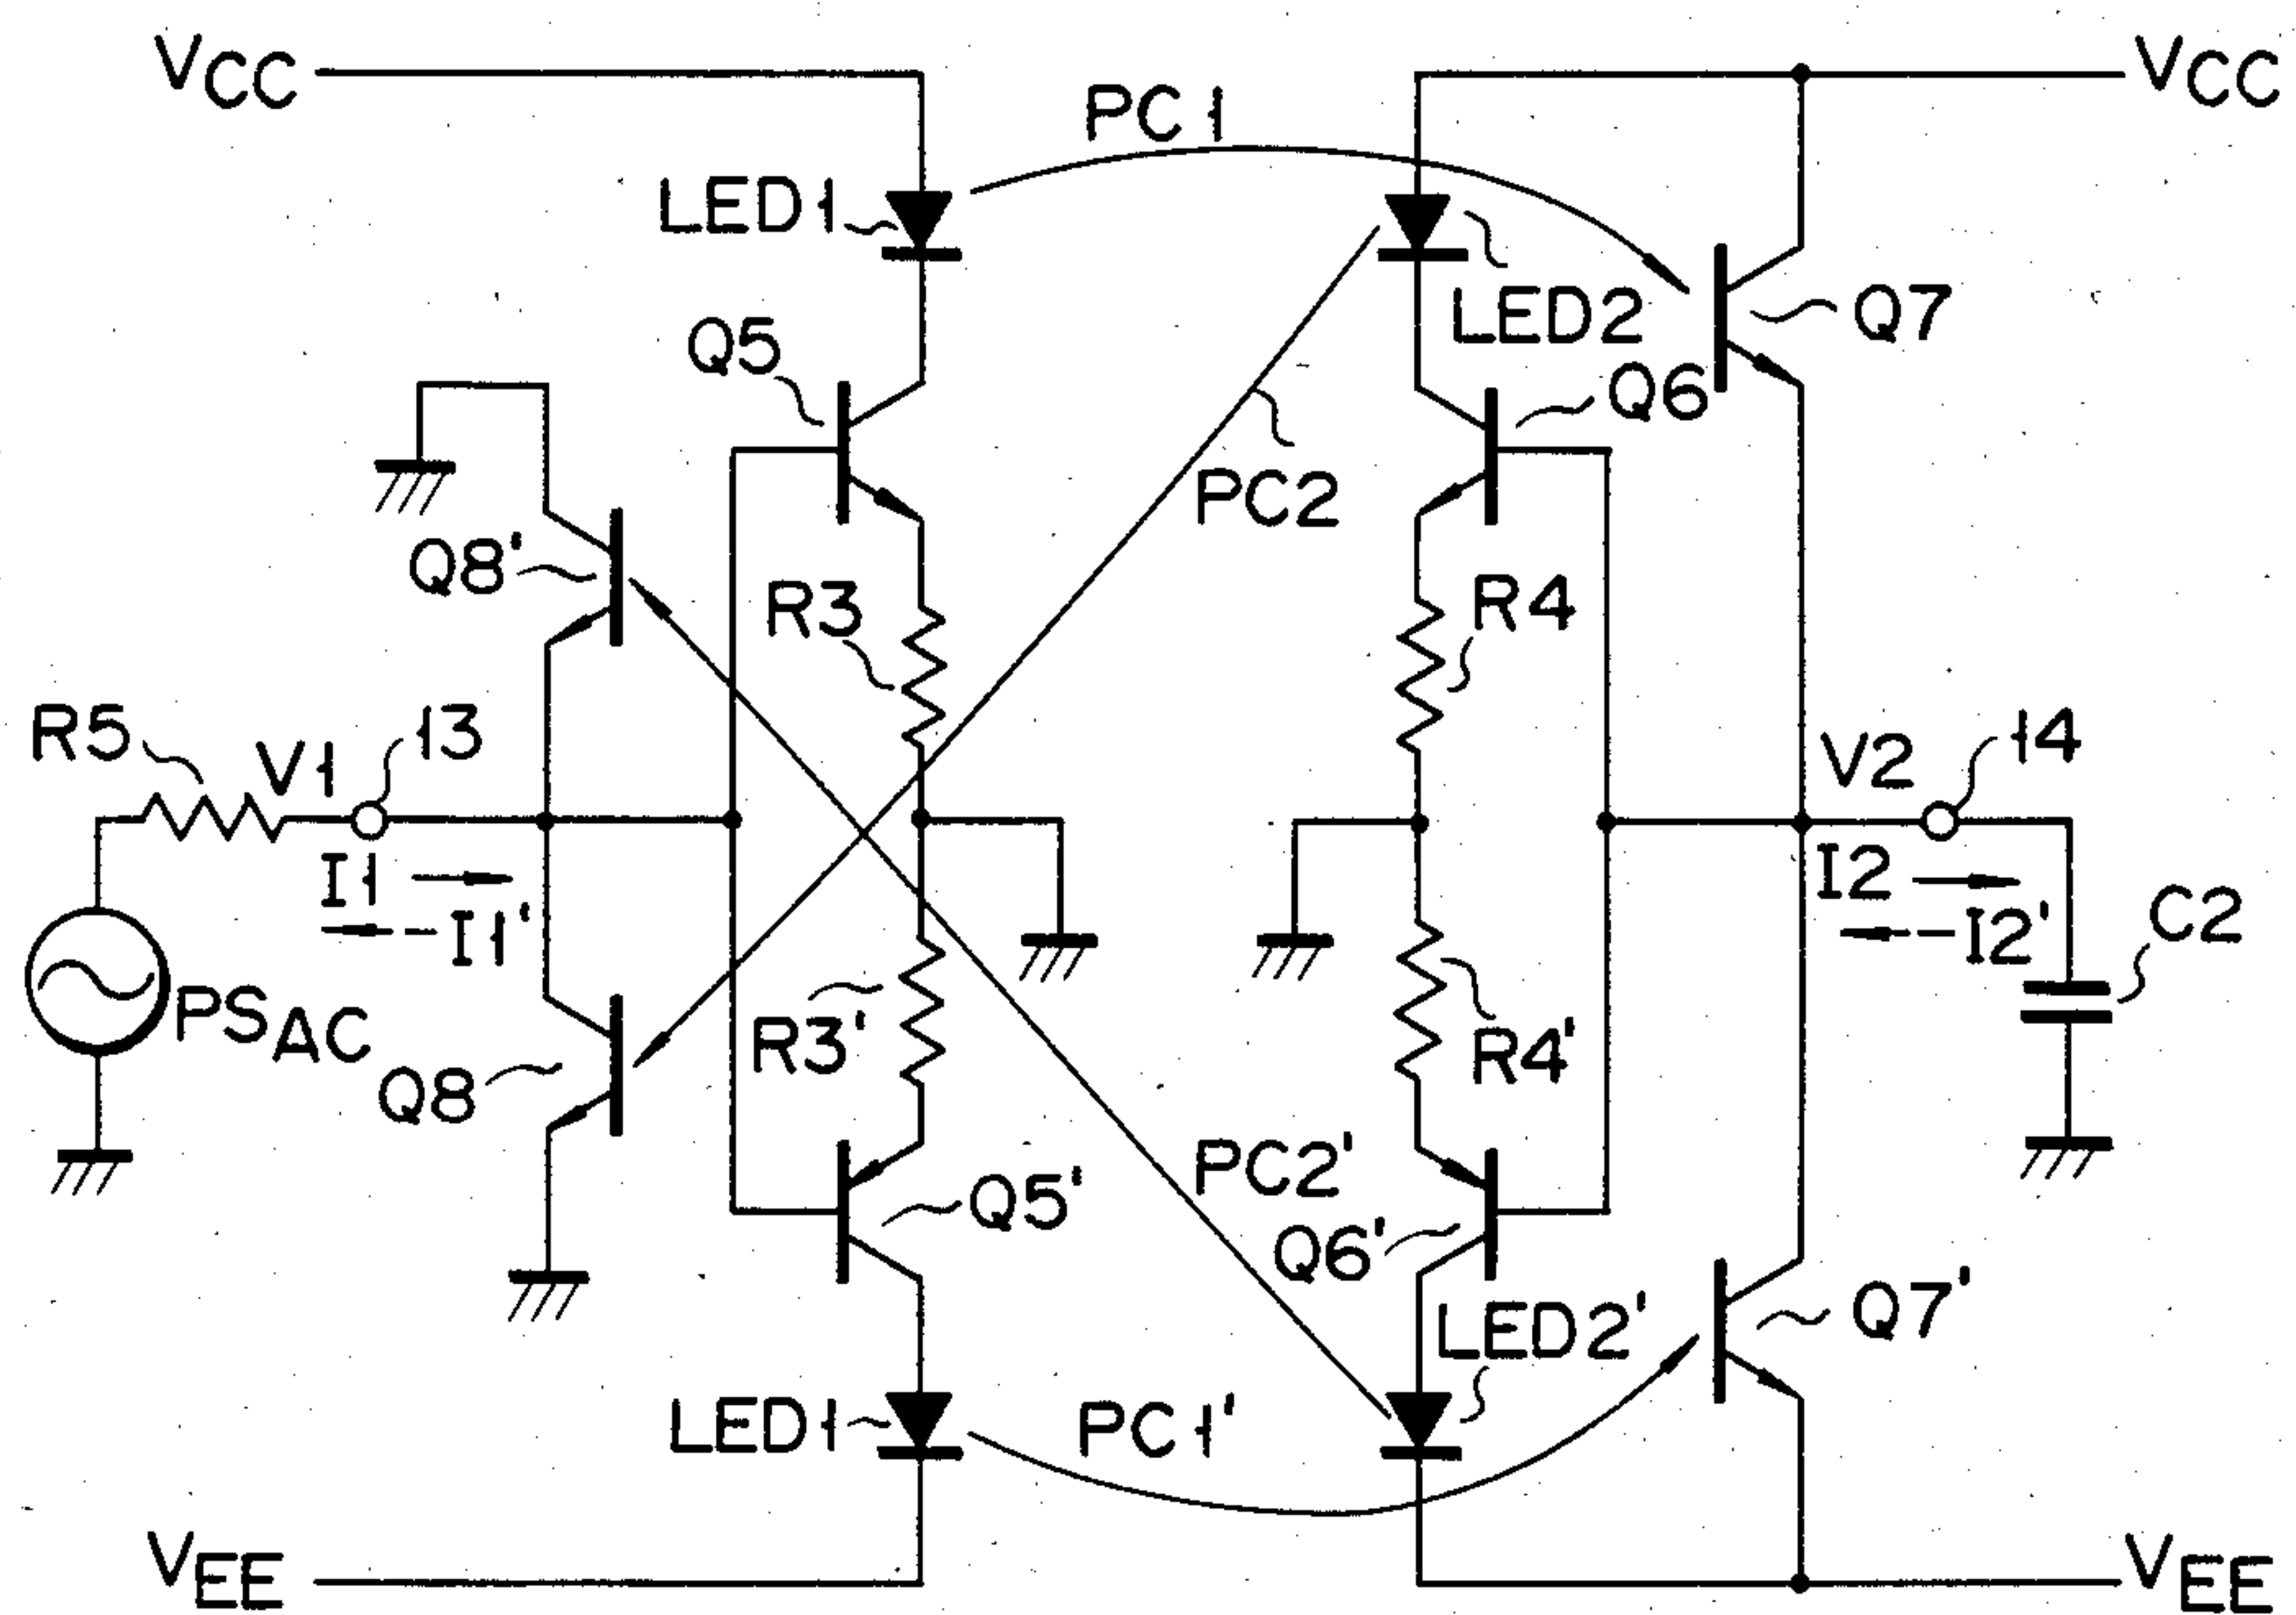 VCC
VCC
PC1
LED1
LED2
Q7
Q5
Q6
PC2
Q8'
R3
R4
R5
V1
13
V2
14
I1
I1'
I2
I2'
C2
PSAC
R3'
R4'
Q8
PC2'
Q5'
Q6'
Q7'
LED2'
LED1
PC1'
VEE
VEE